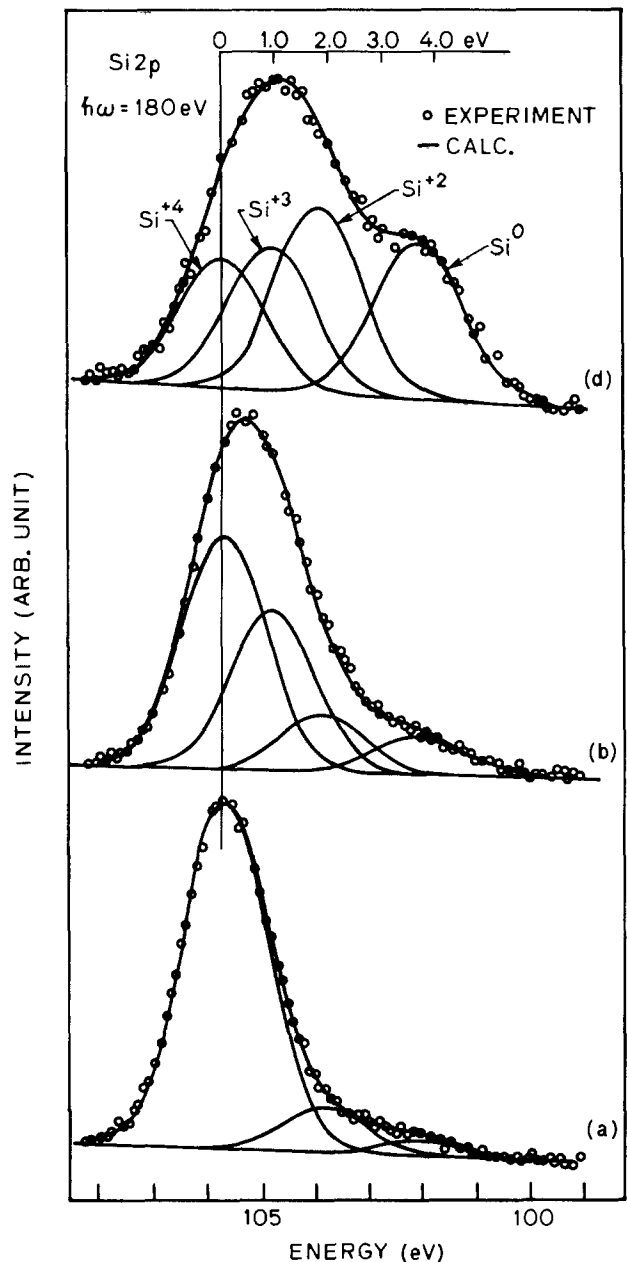 0 1.0 2.0 3.0 4.0 eV
Si2p
ħω = 180 eV
EXPERIMENT
CALC.
Si+4
Si+3
Si+2
Si0
(d)
(b)
(a)
INTENSITY (ARB. UNIT)
105 100
ENERGY (eV)